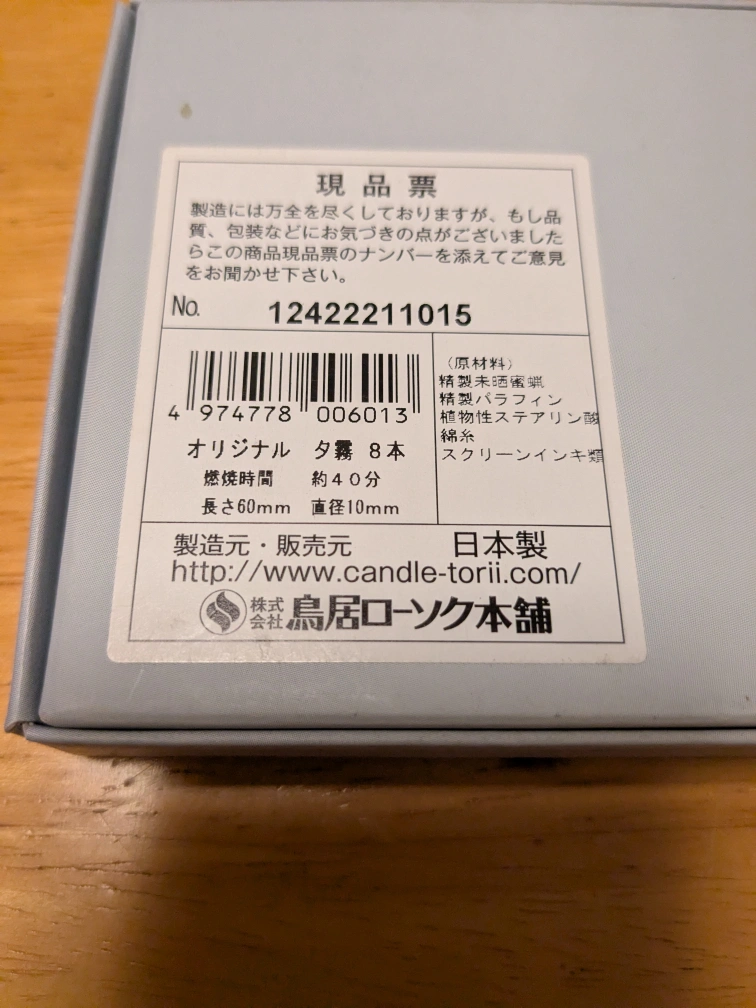 現品票
製造には万全を尽くしておりますが、もし品
質、包装などにお気づきの点がございました
らこの商品現品票のナンバーを添えてご意見
をお聞かせ下さい。
No. 12422211015
4 974778 006013
オリジナル 夕霧 8本
燃焼時間 約40分
長さ60mm 直径10mm
(原材料)
精製未晒蜜蝋
精製パラフィン
植物性ステアリン酸
綿糸
スクリーンインキ類
製造元・販売元 日本製
http://www.candle-torii.com/
株式会社 鳥居ローソク本舗